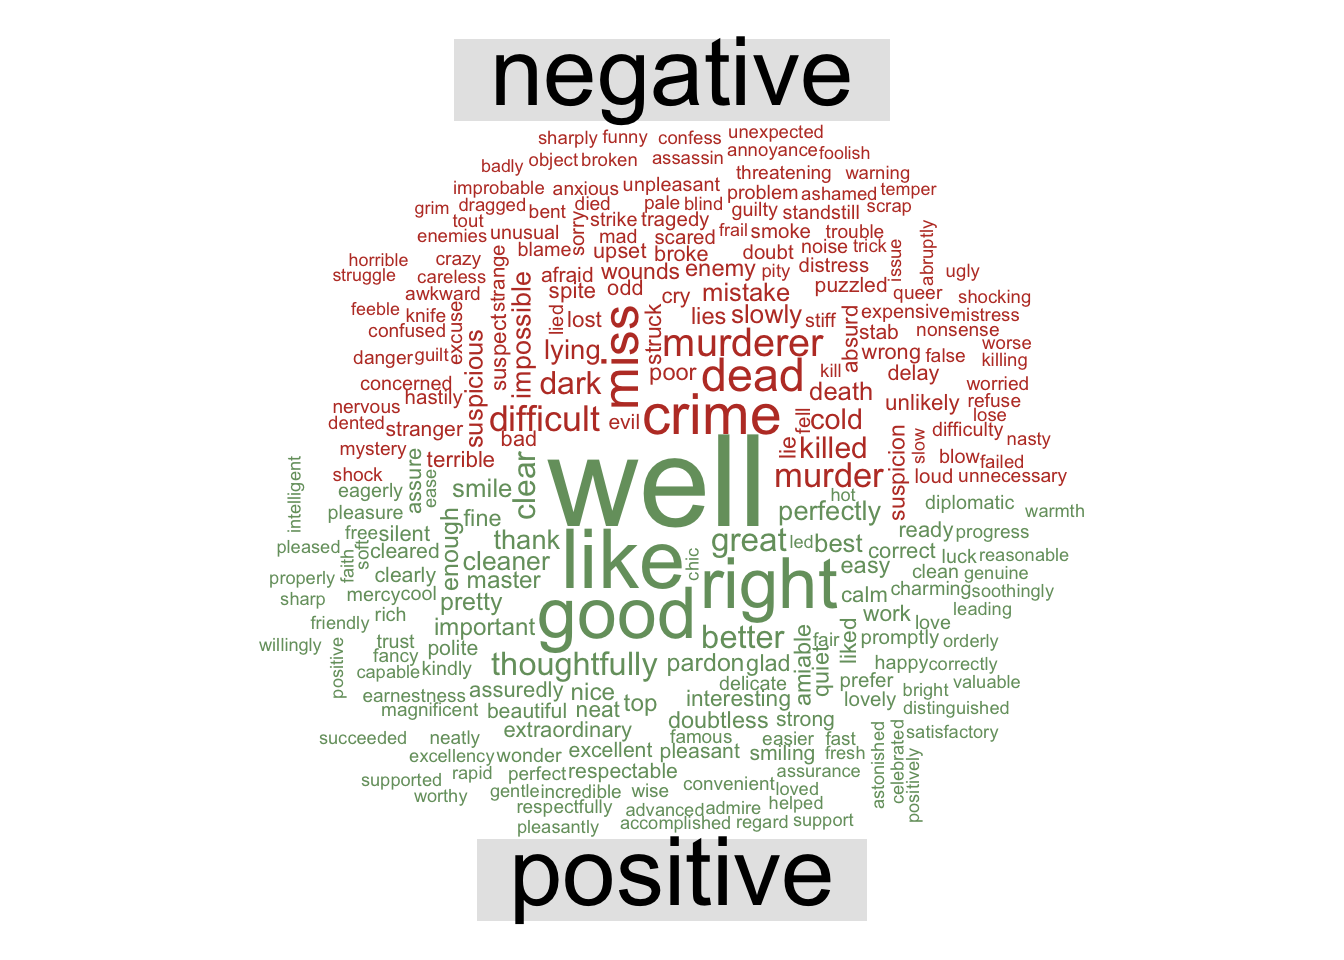 negative
sharply funny confess unexpected
badly object broken assassin annoyance foolish
improbable anxious unpleasant threatening warning
grim dragged bent died pale blind problem ashamed temper
tout strike tragedy guilty standstill scrap
enemies unusual sorry mad scared frail smoke trouble
horrible crazy strange blame upset broke doubt noise trick issue abruptly
struggle careless afraid wounds enemy pity distress ugly
awkward spite odd cry mistake puzzled queer shocking
feeble knife excuse suspect impossible lied lost miss struck lies slowly stiff absurd expensive mistress
confused suspicious stab nonsense
danger guilt lying murderer wrong false worse
concerned dark poor dead kill delay killing
hastily death worried
nervous difficult evil crime fell cold unlikely refuse
dented stranger bad lose
mystery terrible lie killed suspicion slow difficulty nasty
shock murder loud blow failed unnecessary
intelligent eagerly assure ease smile clear well hot diplomatic
pleasure fine perfectly warmth
pleased free silent enough thank like chic great led best ready progress
faith soft cleared cleaner correct luck reasonable
properly clearly master right easy clean genuine
sharp mercy cool pretty good calm charming soothingly
friendly rich important work love leading
willingly trust polite better fair liked promptly orderly
positive fancy capable kindly thoughtfully pardon glad amiable quiet happy correctly
earnestness assuredly nice delicate prefer bright valuable
magnificent beautiful neat top interesting lovely distinguished
succeeded neatly extraordinary doubtless strong satisfactory
famous easier fast
excellency wonder excellent pleasant smiling fresh astonished celebrated positively
supported rapid perfect respectable convenient assurance
worthy gentle incredible wise loved
respectfully advanced admire helped
pleasantly accomplished regard support
positive